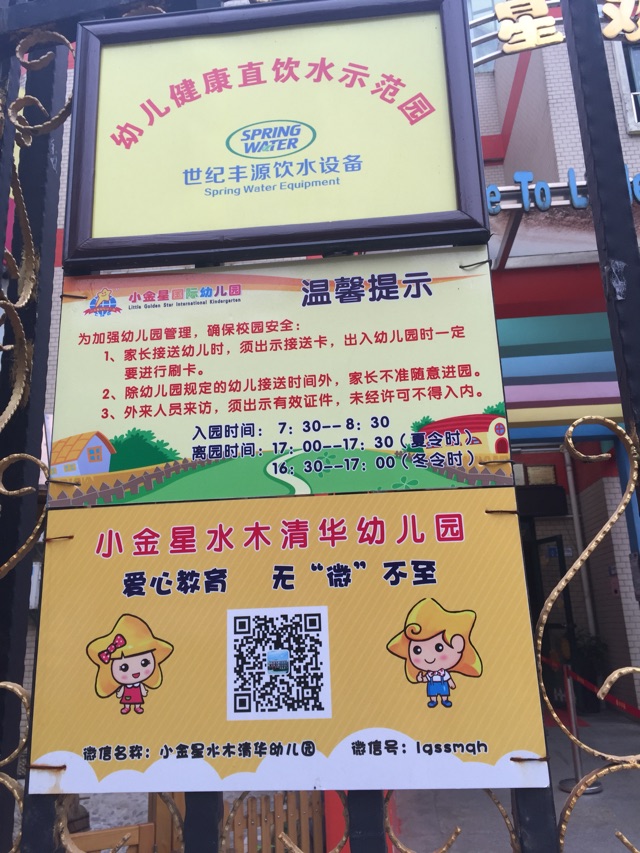 星欢
幼儿健康直饮水示范园
SPRING
WATER
世纪丰源饮水设备
Spring Water Equipment
e To L
小金星国际幼儿园
Little Golden Star International Kindergarten
温馨提示
为加强幼儿园管理，确保校园安全：
1、家长接送幼儿时，须出示接送卡，出入幼儿园时一定
要进行刷卡。
2、除幼儿园规定的幼儿接送时间外，家长不准随意进园。
3、外来人员来访，须出示有效证件，未经许可不得入内。
入园时间： 7：30--8：30
离园时间：17：00--17：30（夏令时）
16：30--17：00（冬令时）
小金星水木清华幼儿园
爱心教育 无“微”不至
微信名称：小金星水木清华幼儿园 微信号：lgssmqh